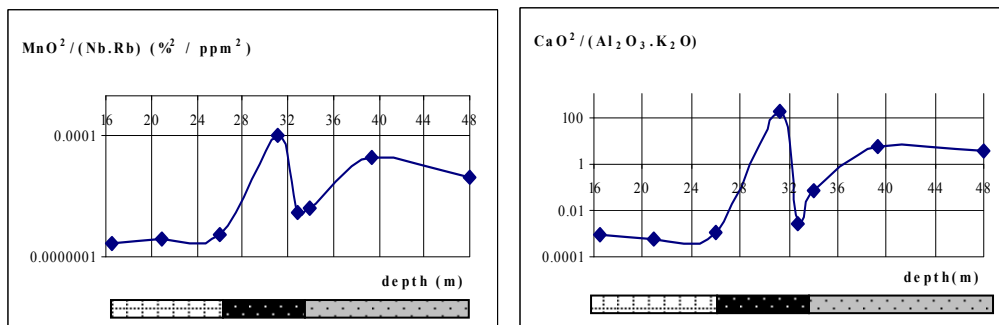 MnO²/(Nb.Rb) (%² / ppm²)
16 20 24 28 32 36 40 44 48
0.0001
0.0000001
depth (m)
CaO²/(Al₂O₃.K₂O)
100
1
16 20 24 28 32 36 40 44 48
0.01
0.0001
depth(m)